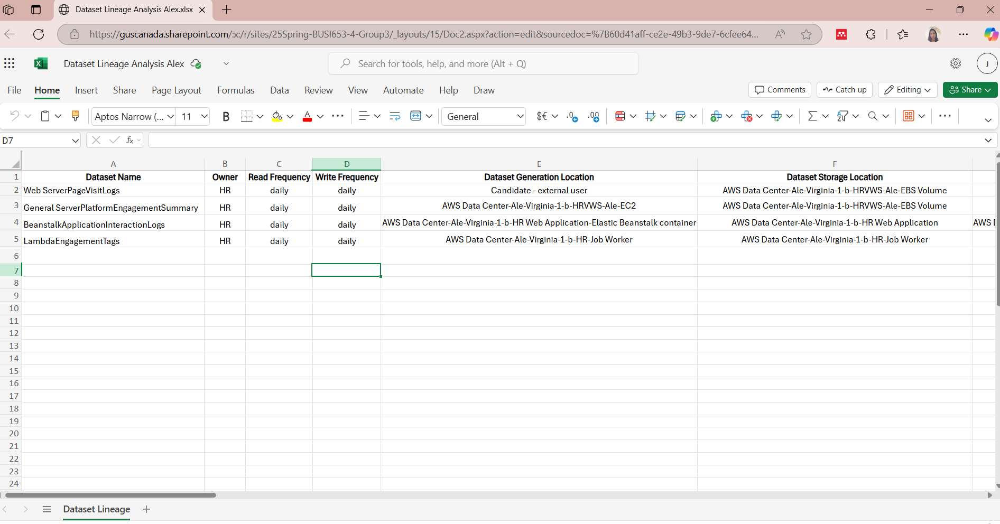 Dataset Lineage Analysis Alex.xlsx
https://guscanada.sharepoint.com/:x:/r/sites/25Spring-BUSI653-4-Group3/_layouts/15/Doc2.aspx?action=edit&sourcedoc=%7B60d41aff-ce2e-49b3-9de7-6cfee64...
Dataset Lineage Analysis Alex
Search for tools, help, and more (Alt + Q)
J
File Home Insert Share Page Layout Formulas Data Review View Automate Help Draw
Comments Catch up Editing Share
Aptos Narrow (... 11 B A General $€ .0 .00
D7 fx
A B C D E F
1 Dataset Name Owner Read Frequency Write Frequency Dataset Generation Location Dataset Storage Location
2 Web ServerPageVisitLogs HR daily daily Candidate - external user AWS Data Center-Ale-Virginia-1-b-HRVWS-Ale-EBS Volume
3 General ServerPlatformEngagementSummary HR daily daily AWS Data Center-Ale-Virginia-1-b-HRVWS-Ale-EC2 AWS Data Center-Ale-Virginia-1-b-HRVWS-Ale-EBS Volume
4 BeanstalkApplicationInteractionLogs HR daily daily AWS Data Center-Ale-Virginia-1-b-HR Web Application-Elastic Beanstalk container AWS Data Center-Ale-Virginia-1-b-HR Web Application AWS
5 LambdaEngagementTags HR daily daily AWS Data Center-Ale-Virginia-1-b-HR-Job Worker AWS Data Center-Ale-Virginia-1-b-HR-Job Worker
6
7
8
9
10
11
12
13
14
15
16
17
18
19
20
21
22
23
24
Dataset Lineage